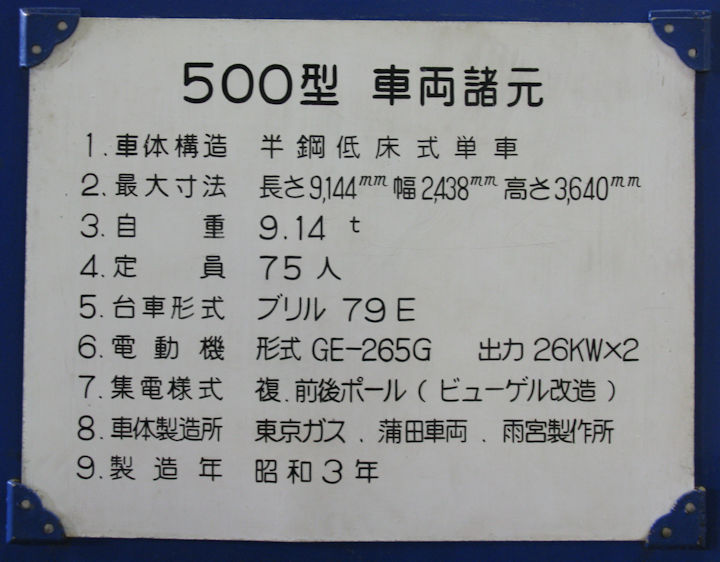 500型 車両諸元
1.車体構造 半鋼低床式単車
2.最大寸法 長さ9,144mm 幅2,438mm 高さ3,640mm
3.自重 9.14 t
4.定員 75人
5.台車形式 ブリル 79E
6.電動機 形式 GE-265G 出力 26KW×2
7.集電様式 複.前後ポール(ビューゲル改造)
8.車体製造所 東京ガス、蒲田車両、雨宮製作所
9.製造年 昭和3年